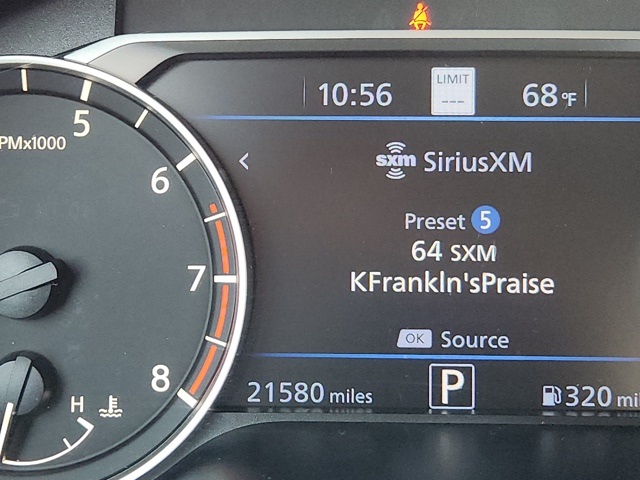 10:56
LIMIT
---
68°F
5
PMx1000
6
7
8
H
sxm SiriusXM
Preset 5
64 SXM
KFrankln'sPraise
OK Source
21580 miles
P
320 mi